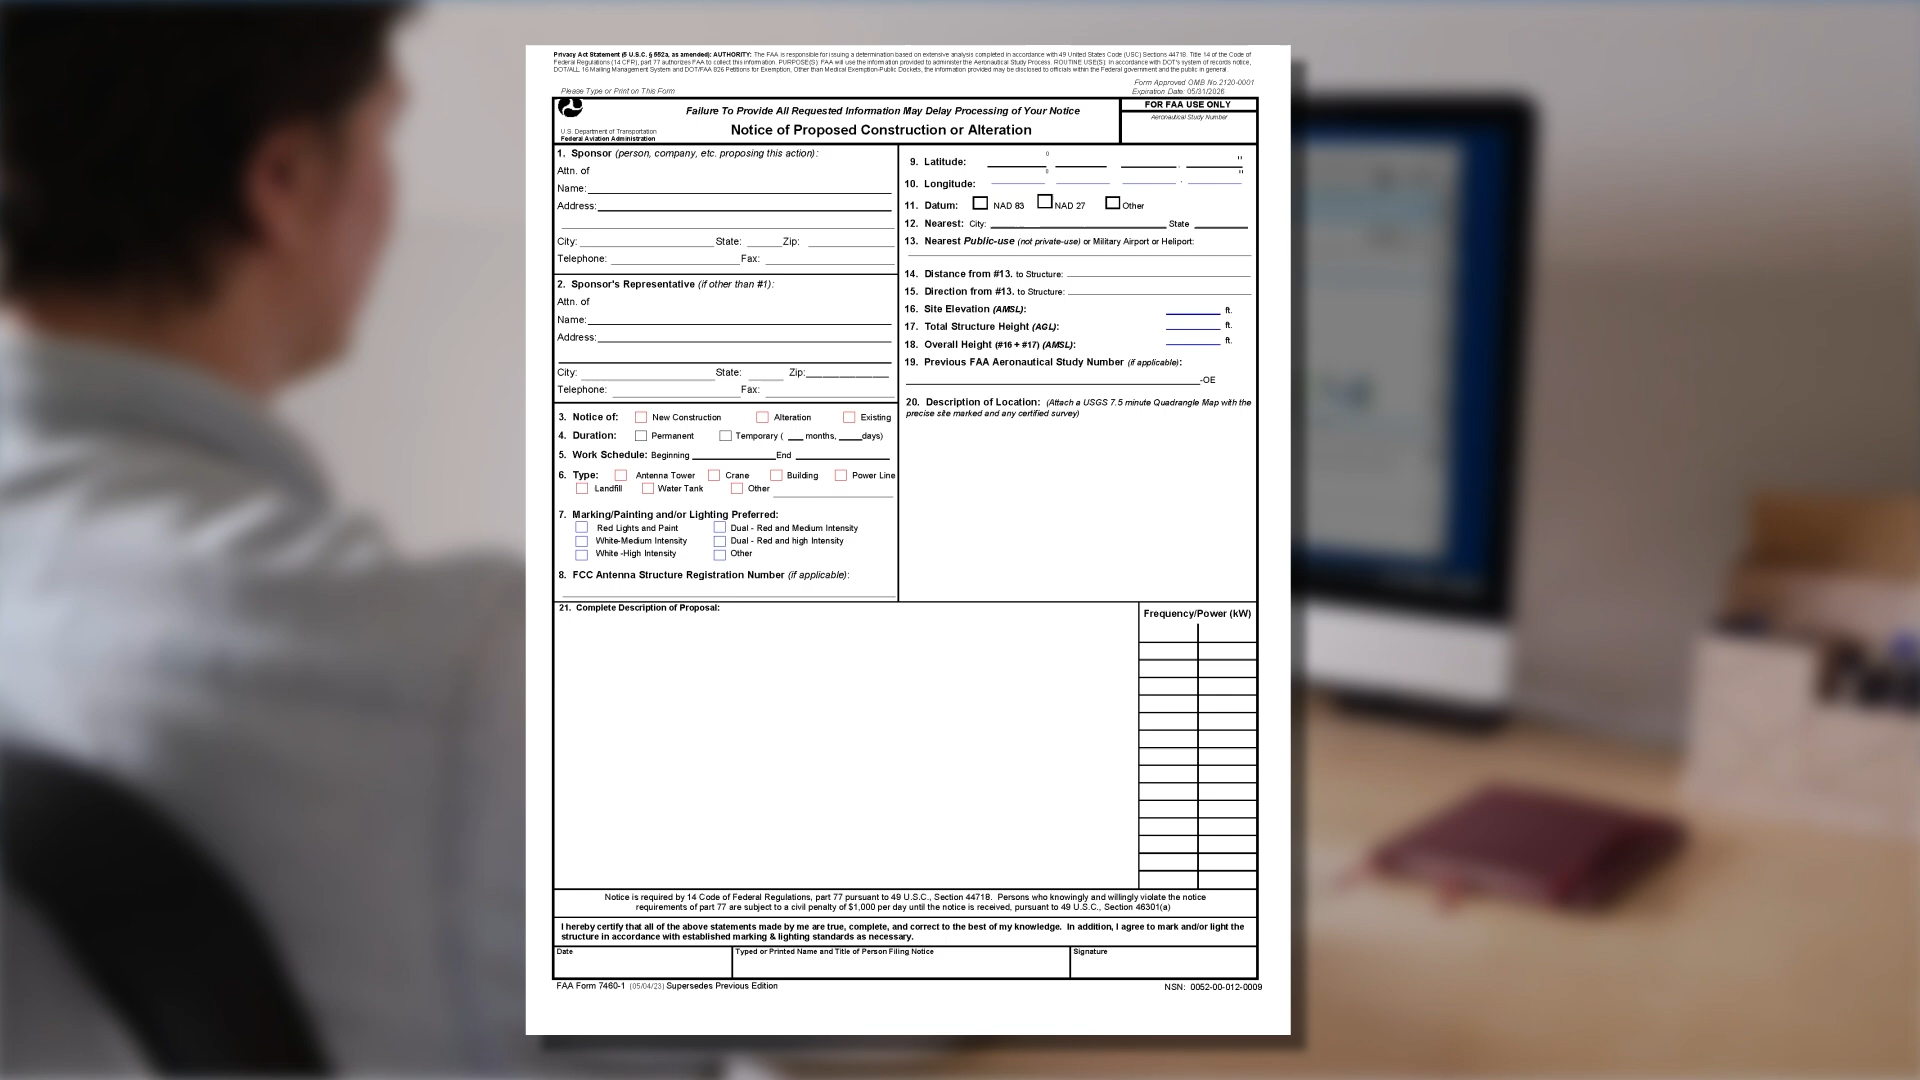 Privacy Act Statement (5 U.S.C. § 552a, as amended): AUTHORITY: The FAA is responsible for issuing a determination based on extensive analysis completed in accordance with 49 United States Code (USC) Sections 44718. Title 14 of the Code of
Federal Regulations (14 CFR), part 77 authorizes FAA to collect this information. PURPOSE(S): FAA will use the information provided to administer the Aeronautical Study Process. ROUTINE USE(S): In accordance with DOT's system of records notice,
DOT/ALL 16 Mailing Management System and DOT/FAA 826 Petitions for Exemption, Other than Medical Exemption-Public Dockets, the information provided may be disclosed to officials within the Federal government and the public in general.
Form Approved OMB No.2120-0001
Please Type or Print on This Form
Expiration Date: 05/31/2026
Failure To Provide All Requested Information May Delay Processing of Your Notice
Notice of Proposed Construction or Alteration
U.S. Department of Transportation
Federal Aviation Administration
FOR FAA USE ONLY
Aeronautical Study Number
1. Sponsor (person, company, etc. proposing this action):
Attn. of
Name:
Address:
City: State: Zip:
Telephone: Fax:
2. Sponsor's Representative (if other than #1):
Attn. of
Name:
Address:
City: State: Zip:
Telephone: Fax:
3. Notice of: New Construction Alteration Existing
4. Duration: Permanent Temporary ( months, days)
5. Work Schedule: Beginning End
6. Type: Antenna Tower Crane Building Power Line
Landfill Water Tank Other
7. Marking/Painting and/or Lighting Preferred:
Red Lights and Paint Dual - Red and Medium Intensity
White-Medium Intensity Dual - Red and high Intensity
White -High Intensity Other
8. FCC Antenna Structure Registration Number (if applicable):
9. Latitude: 0 . "
10. Longitude: 0 . "
11. Datum: NAD 83 NAD 27 Other
12. Nearest: City: State
13. Nearest Public-use (not private-use) or Military Airport or Heliport:
14. Distance from #13. to Structure:
15. Direction from #13. to Structure:
16. Site Elevation (AMSL): ft.
17. Total Structure Height (AGL): ft.
18. Overall Height (#16 + #17) (AMSL): ft.
19. Previous FAA Aeronautical Study Number (if applicable):
-OE
20. Description of Location: (Attach a USGS 7.5 minute Quadrangle Map with the
precise site marked and any certified survey)
21. Complete Description of Proposal:
Frequency/Power (kW)
Notice is required by 14 Code of Federal Regulations, part 77 pursuant to 49 U.S.C., Section 44718. Persons who knowingly and willingly violate the notice
requirements of part 77 are subject to a civil penalty of $1,000 per day until the notice is received, pursuant to 49 U.S.C., Section 46301(a)
I hereby certify that all of the above statements made by me are true, complete, and correct to the best of my knowledge. In addition, I agree to mark and/or light the
structure in accordance with established marking & lighting standards as necessary.
Date Typed or Printed Name and Title of Person Filing Notice Signature
FAA Form 7460-1 (05/04/23) Supersedes Previous Edition NSN: 0052-00-012-0009